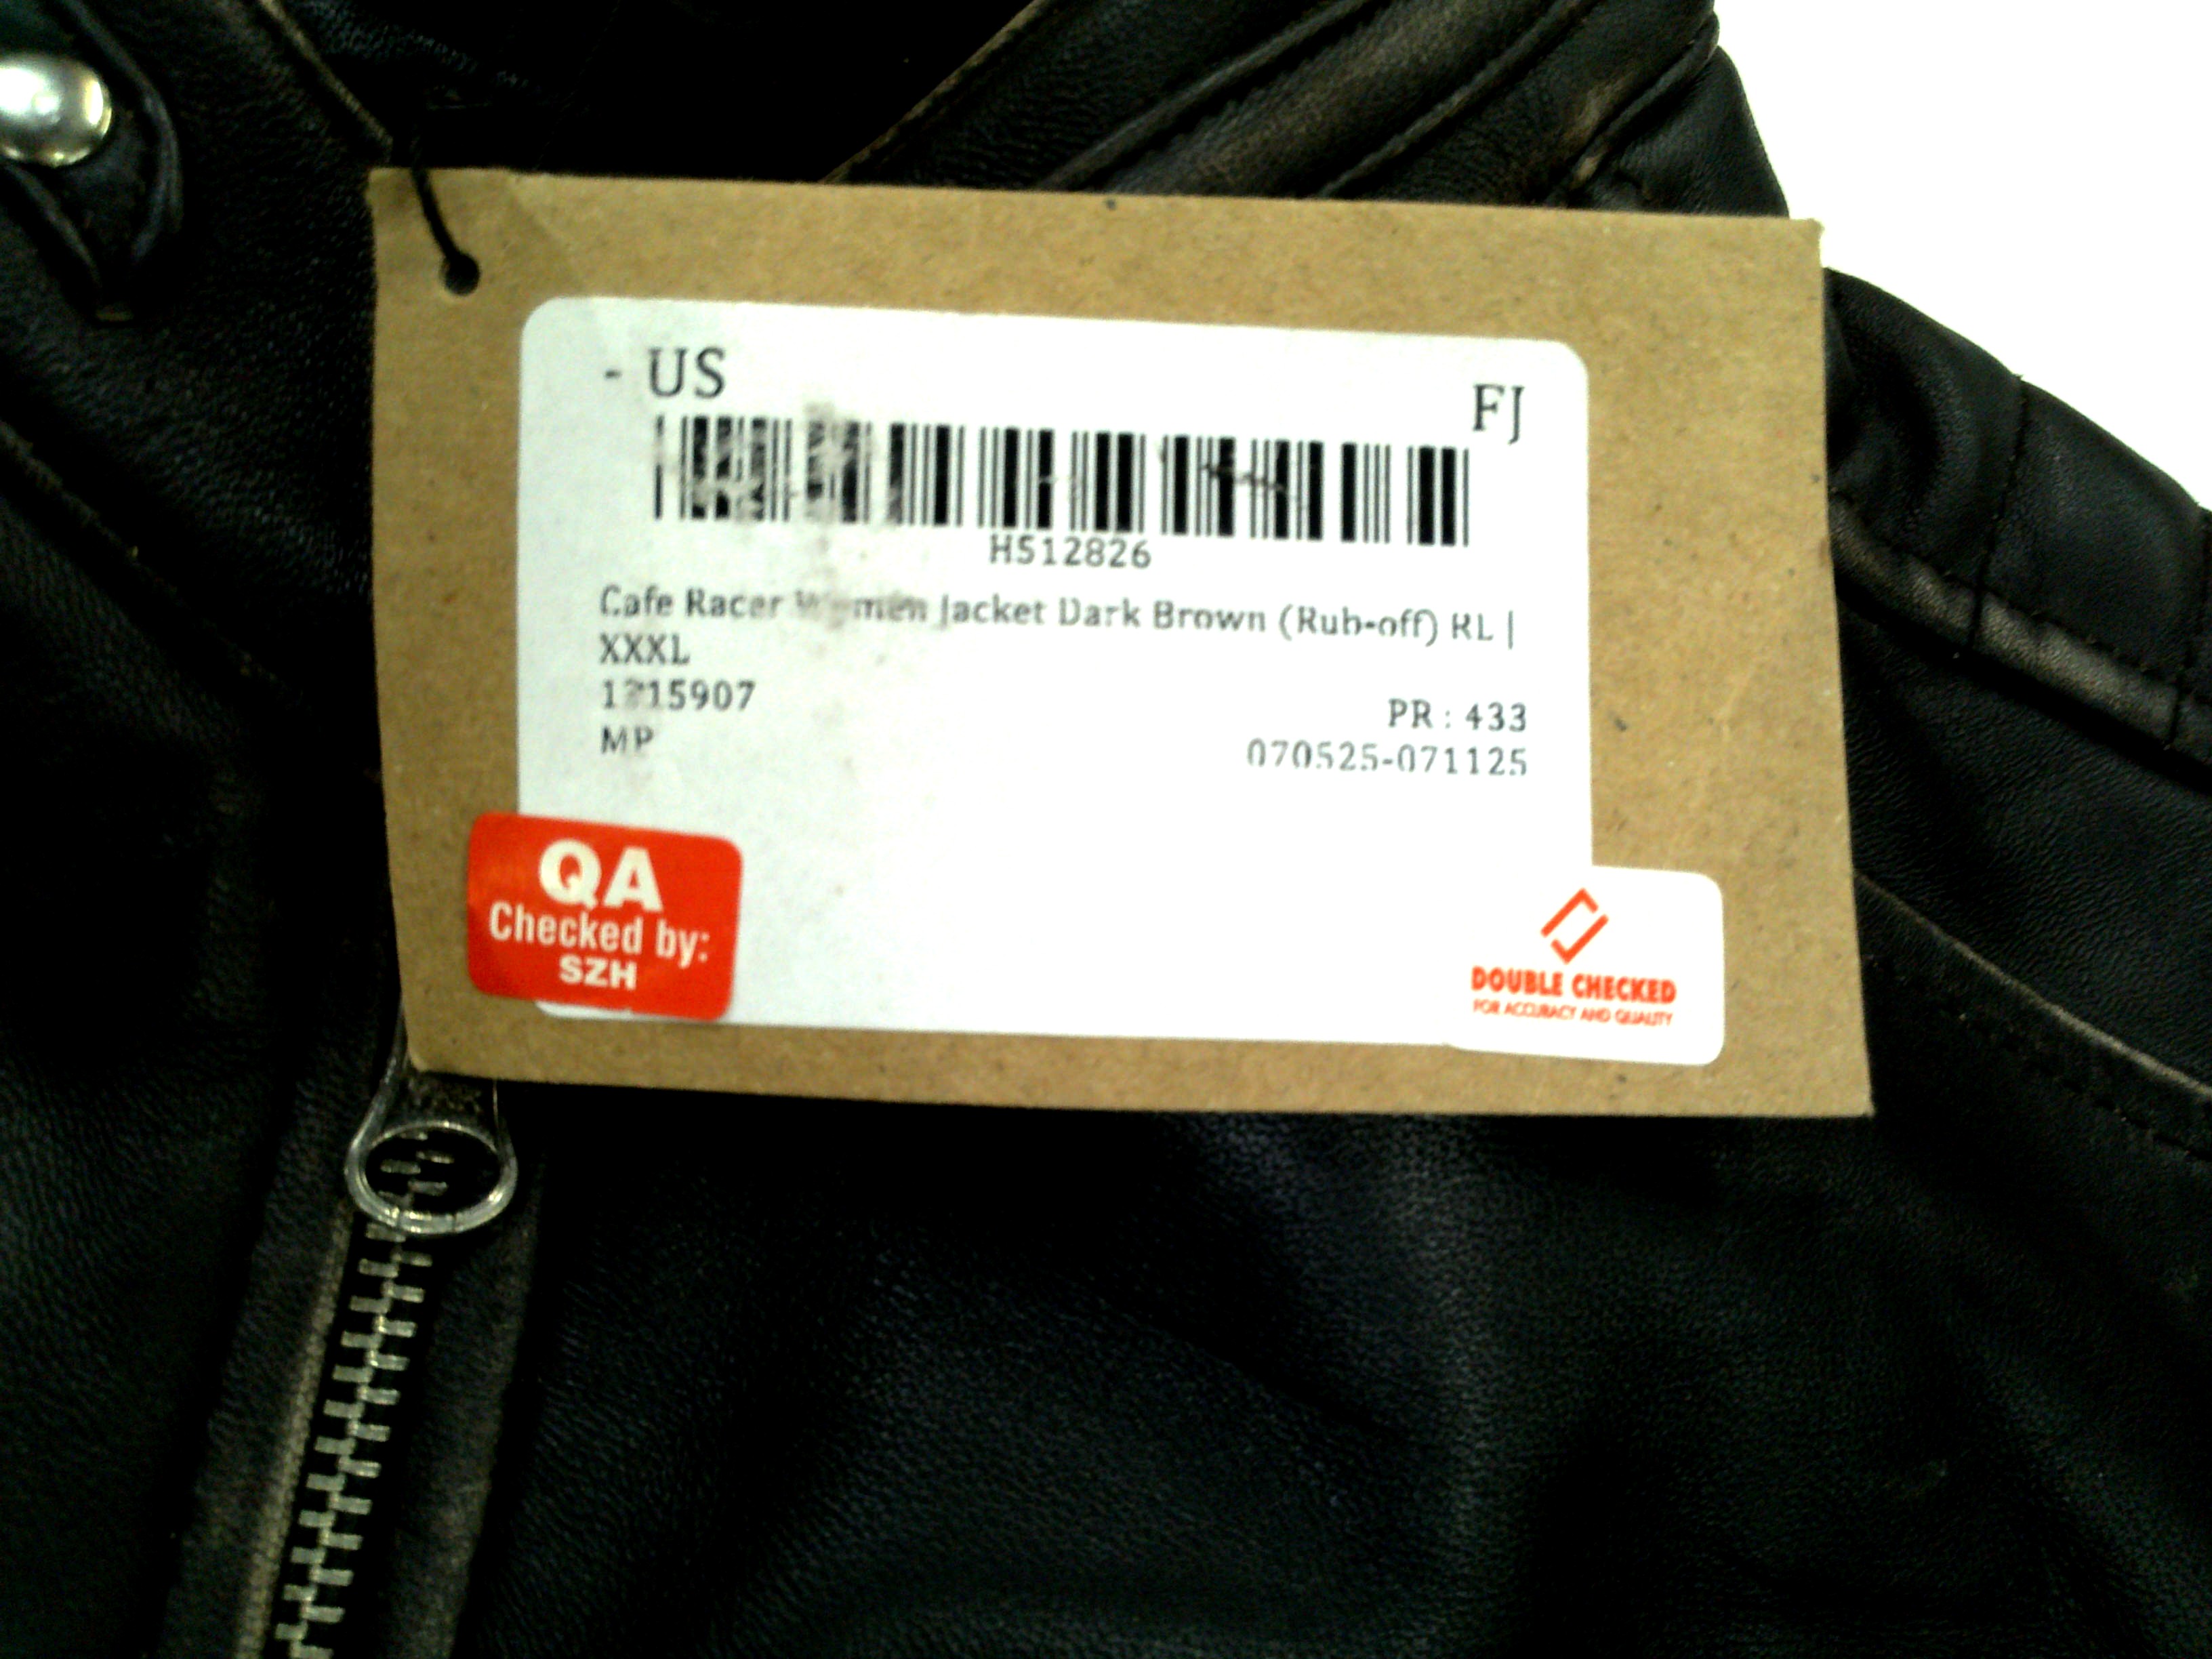 - US
FJ
H512826
Cafe Racer Women Jacket Dark Brown (Rub-off) RL |
XXXL
PR : 433
MP
070525-071125
QA
Checked by:
SZH
DOUBLE CHECKED
FOR ACCURACY AND QUALITY